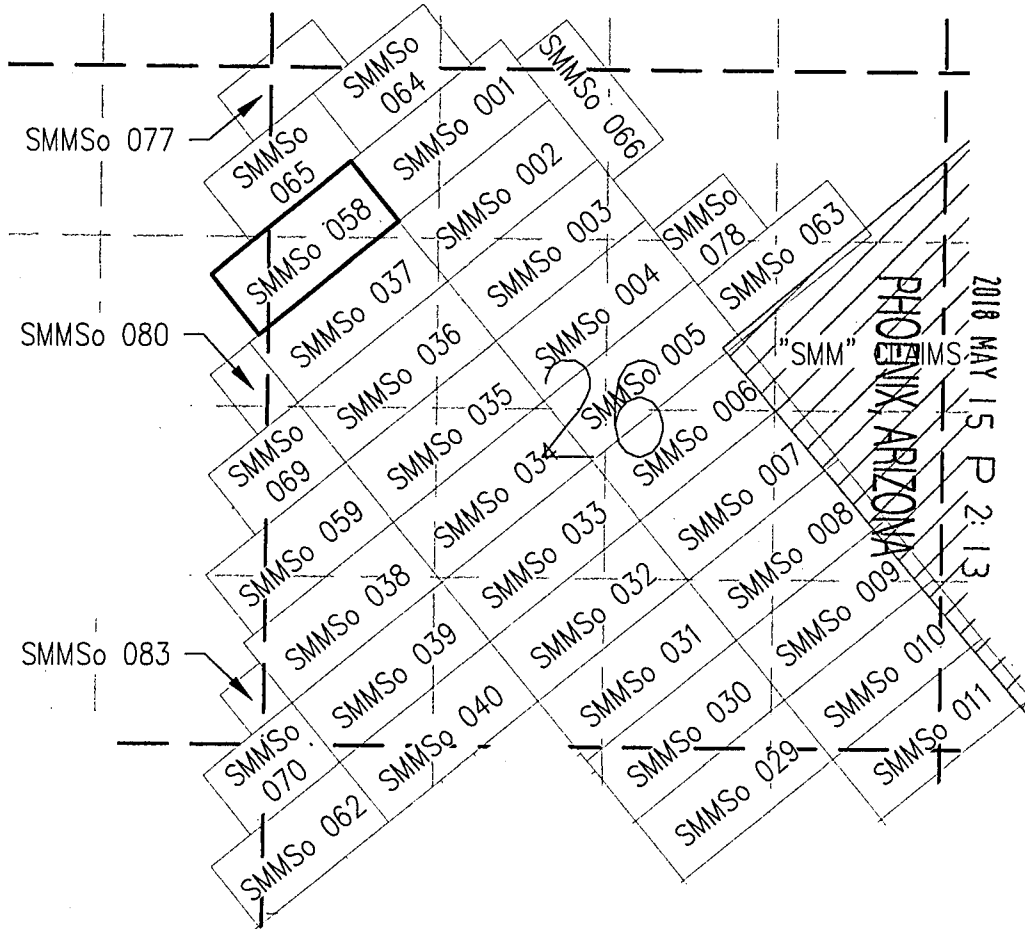 SMMSo 077
SMMSo
064
SMMSo 001
SMMSo 066
SMMSo
065
SMMSo 002
SMMSo 058
SMMSo 003
SMMSo
078
SMMSo 063
SMMSo 037
SMMSo 004
SMMSo 080
SMMSo 036
SMMSo 005
"SMM" CLAIMS
2018 MAY 15 P 2:13
PHOENIX, ARIZONA
SMMSo
069
SMMSo 035
26
SMMSo 006
SMMSo 059
SMMSo 034
SMMSo 007
SMMSo 038
SMMSo 033
SMMSo 008
SMMSo 083
SMMSo 039
SMMSo 032
SMMSo 009
SMMSo
070
SMMSo 040
SMMSo 031
SMMSo 010
SMMSo 062
SMMSo 030
SMMSo 011
SMMSo 029